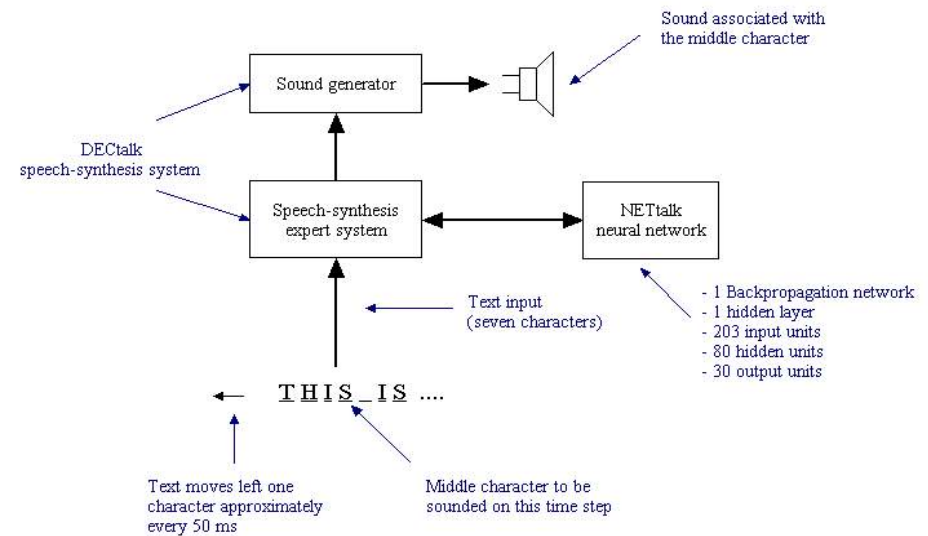 Sound associated with
the middle character
Sound generator
DECtalk
speech-synthesis system
Speech-synthesis
expert system
NETtalk
neural network
Text input
(seven characters)
- 1 Backpropagation network
- 1 hidden layer
- 203 input units
- 80 hidden units
- 30 output units
T H I S _ I S ....
Text moves left one
character approximately
every 50 ms
Middle character to be
sounded on this time step